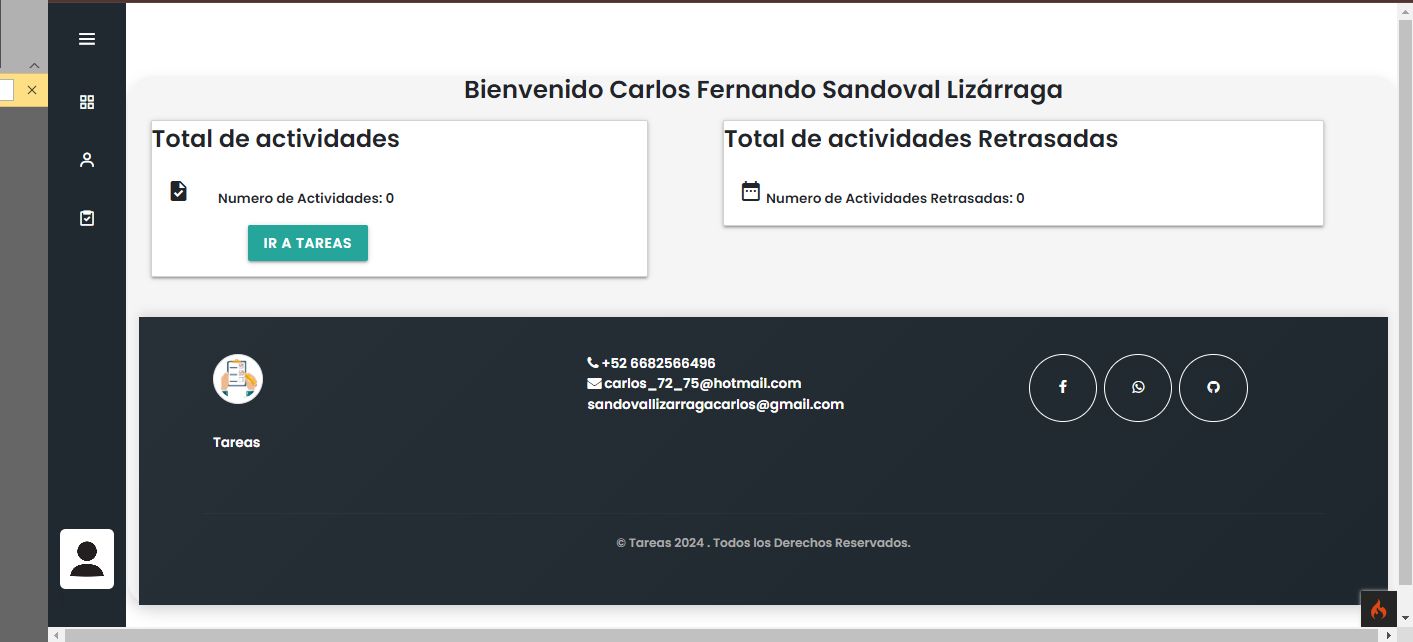 Bienvenido Carlos Fernando Sandoval Lizárraga
Total de actividades
Numero de Actividades: 0
IR A TAREAS
Total de actividades Retrasadas
Numero de Actividades Retrasadas: 0
Tareas
+52 6682566496
carlos_72_75@hotmail.com
sandovallizarragacarlos@gmail.com
© Tareas 2024 . Todos los Derechos Reservados.